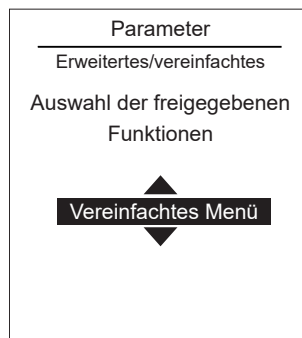 Parameter
Erweitertes/vereinfachtes
Auswahl der freigegebenen
Funktionen
Vereinfachtes Menü